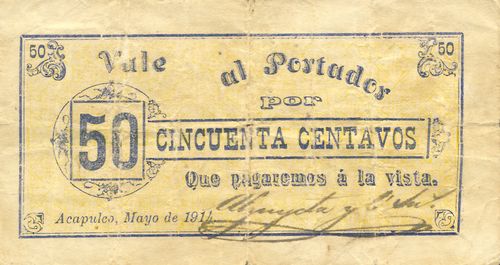 50 50
Vale al Portador
por
50 CINCUENTA CENTAVOS
Que pagaremos á la vista.
Acapulco, Mayo de 1914.